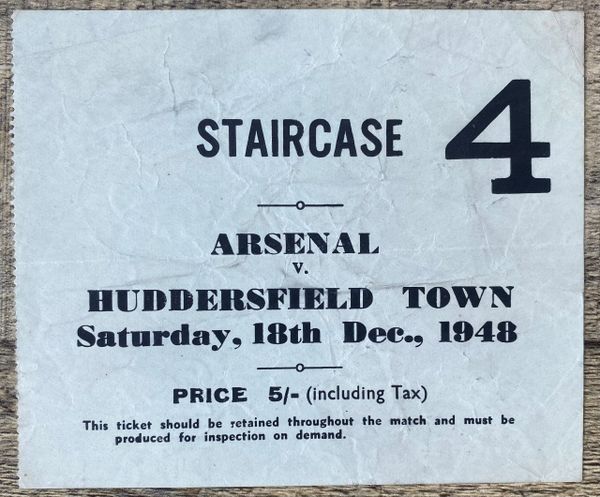 STAIRCASE 4
ARSENAL
v.
HUDDERSFIELD TOWN
Saturday, 18th Dec., 1948
PRICE 5/- (including Tax)
This ticket should be retained throughout the match and must be
produced for inspection on demand.